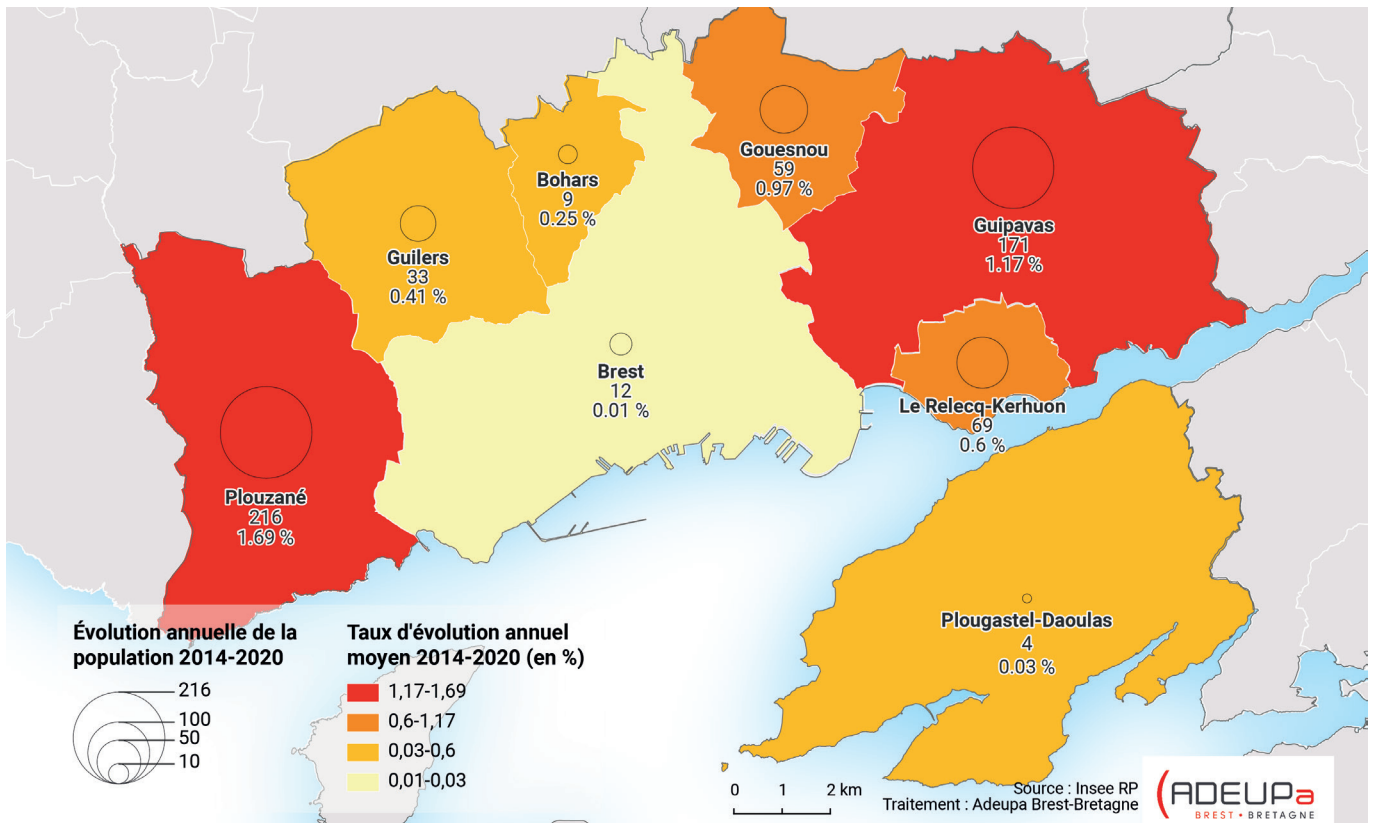 Gouesnou
59
0.97 %
Bohars
9
0.25 %
Guipavas
171
1.17 %
Guilers
33
0.41 %
Brest
12
0.01 %
Le Relecq-Kerhuon
69
0.6 %
Plouzané
216
1.69 %
Plougastel-Daoulas
4
0.03 %
Évolution annuelle de la
population 2014-2020
216
100
50
10
Taux d'évolution annuel
moyen 2014-2020 (en %)
1,17-1,69
0,6-1,17
0,03-0,6
0,01-0,03
0 1 2 km
Source : Insee RP
Traitement : Adeupa Brest-Bretagne
ADEUPa
BREST • BRETAGNE